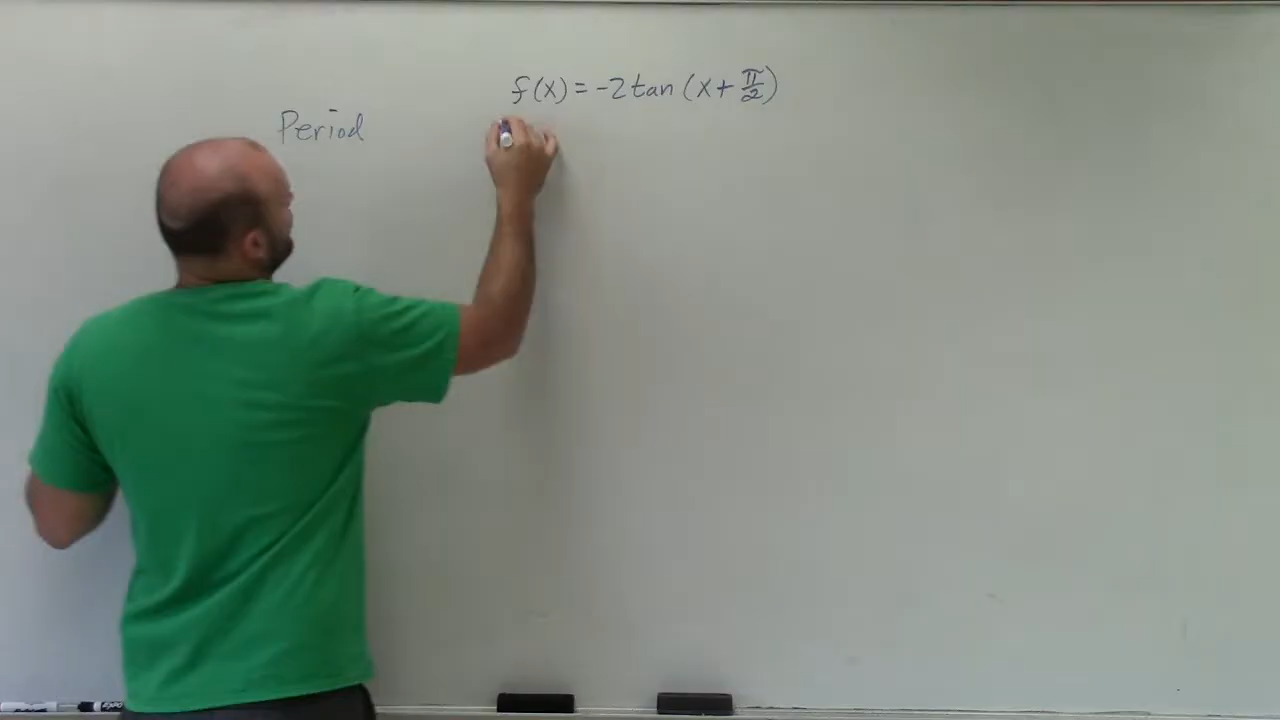 f(x) = -2 tan (x + π/2)
Period